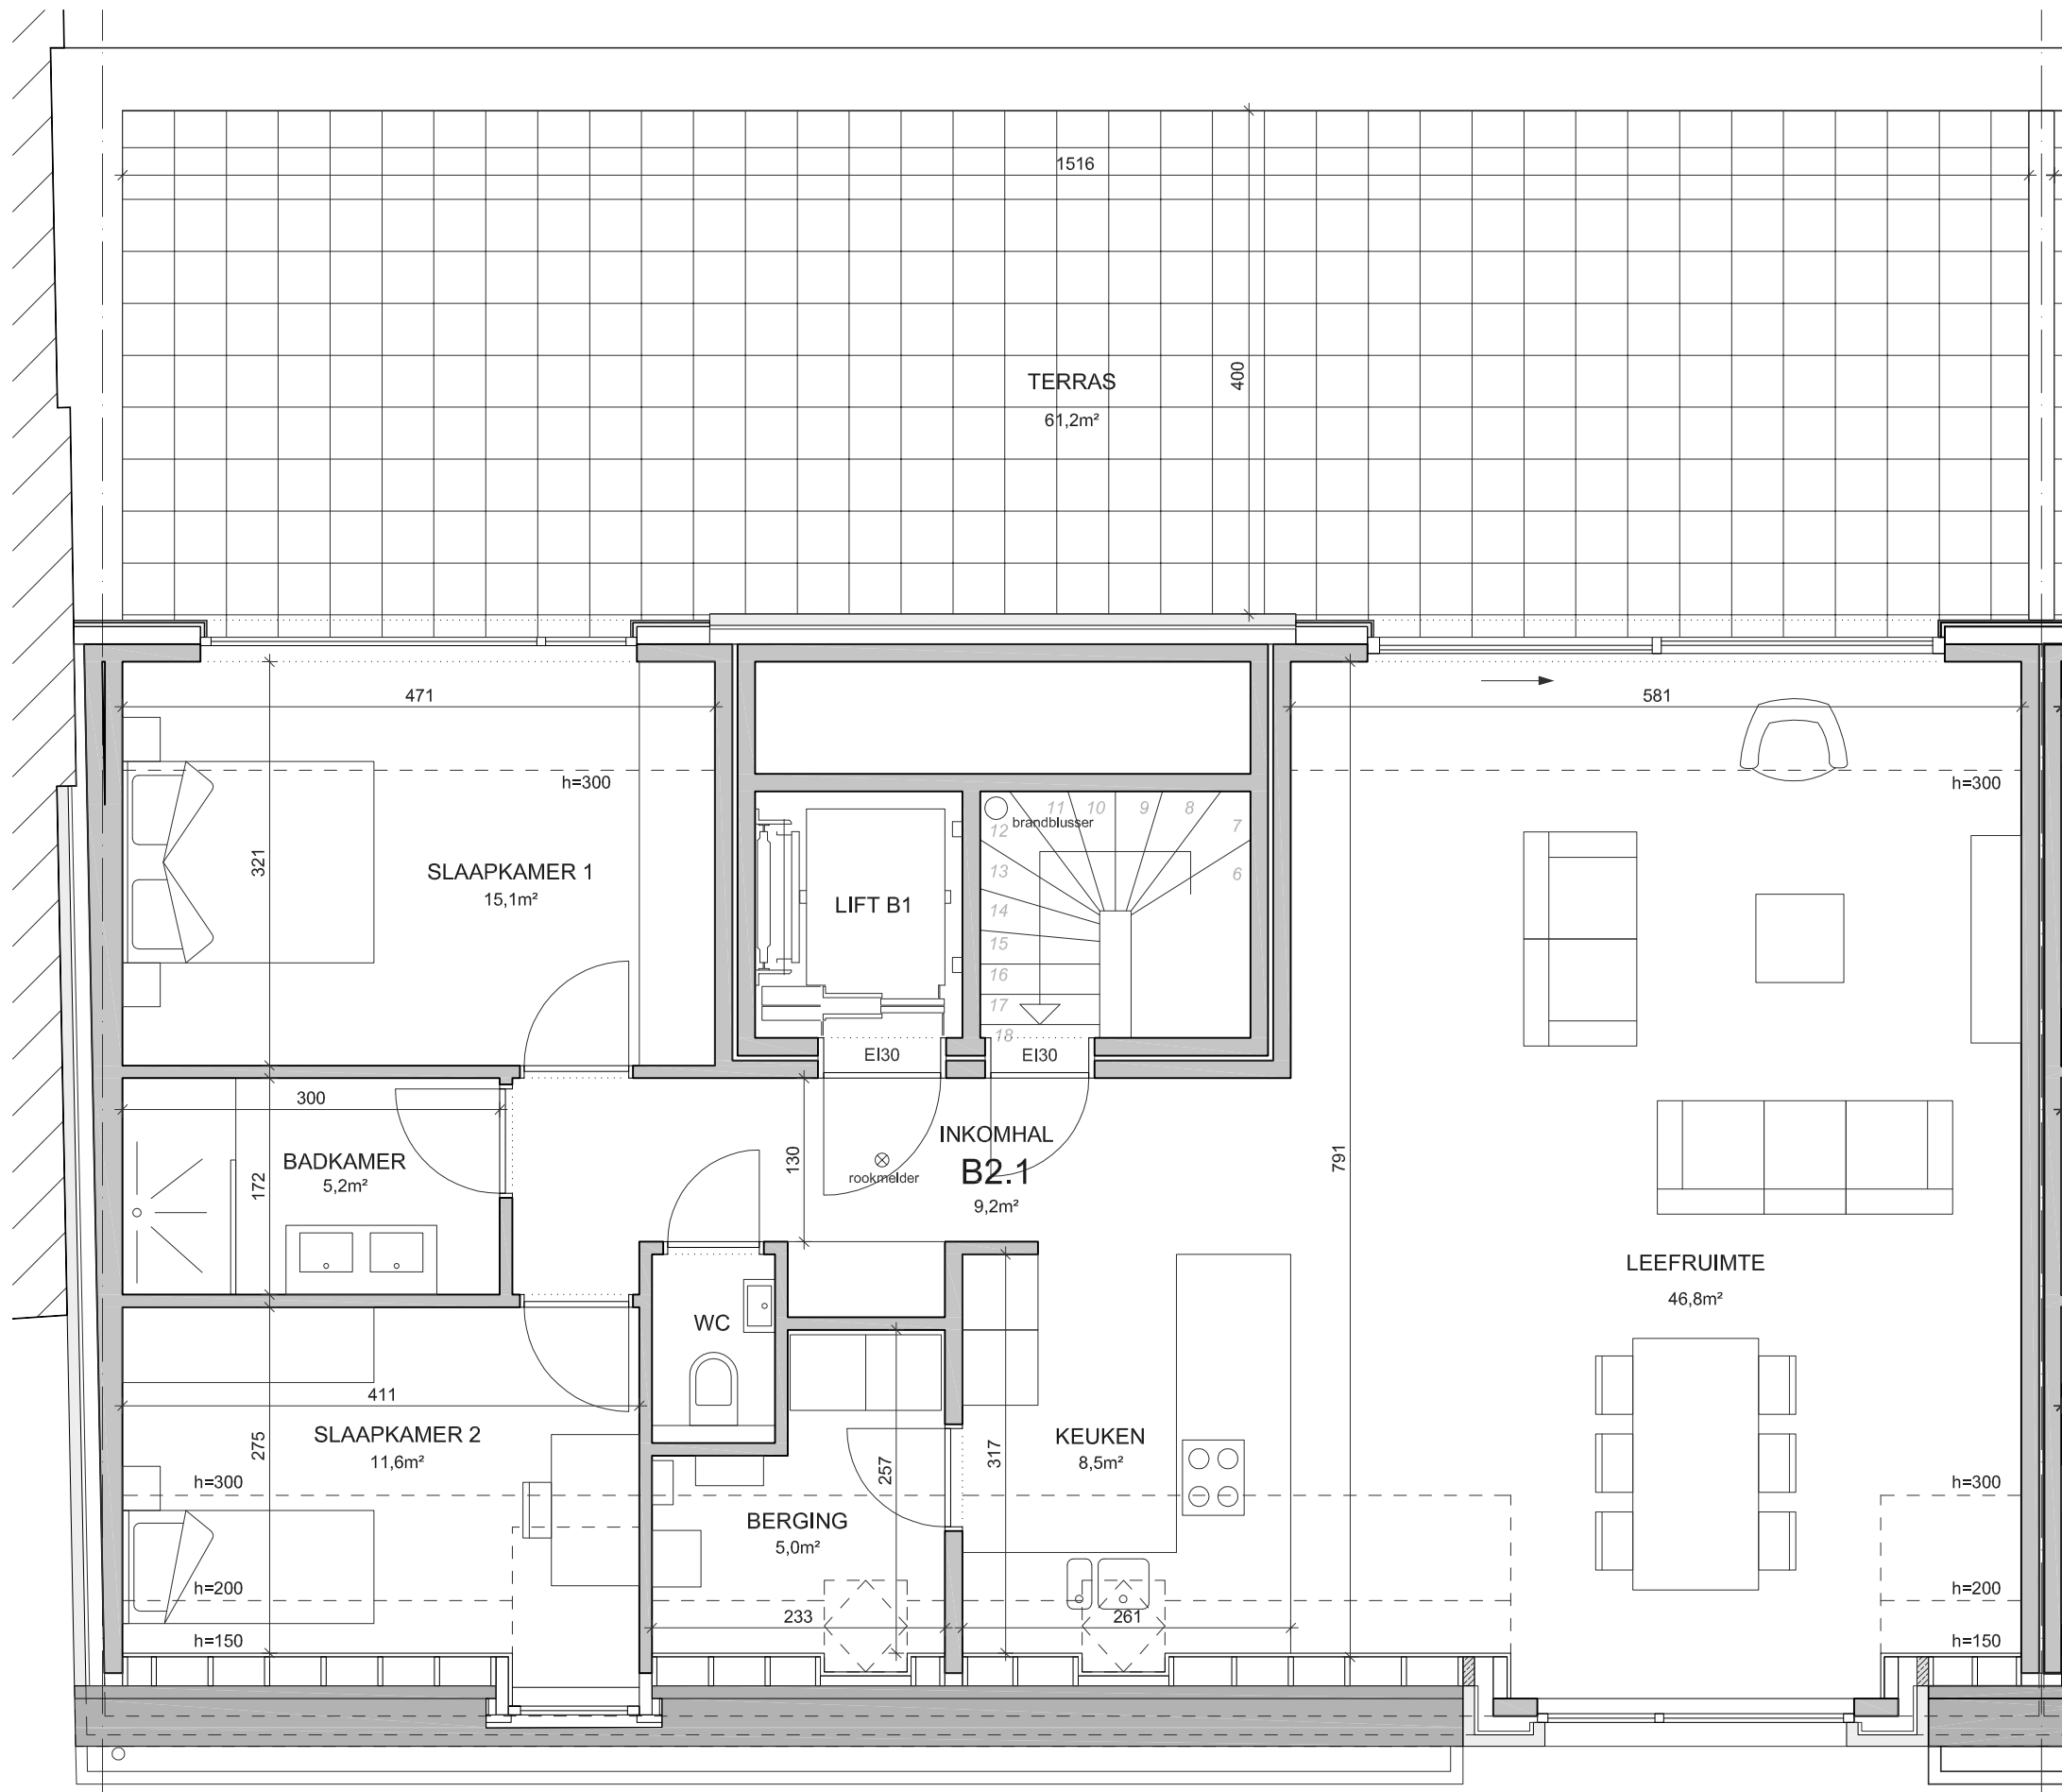 1516
400
TERRAS
61,2m²
471
581
h=300
h=300
11
10
9
8
7
brandblusser
12
6
13
321
SLAAPKAMER 1
15,1m²
LIFT B1
14
15
16
17
18
EI30
EI30
300
INKOMHAL
B2.1
9,2m²
130
791
BADKAMER
5,2m²
172
rookmelder
LEEFRUIMTE
46,8m²
WC
411
SLAAPKAMER 2
11,6m²
275
257
317
KEUKEN
8,5m²
h=300
h=300
BERGING
5,0m²
h=200
h=200
233
261
h=150
h=150